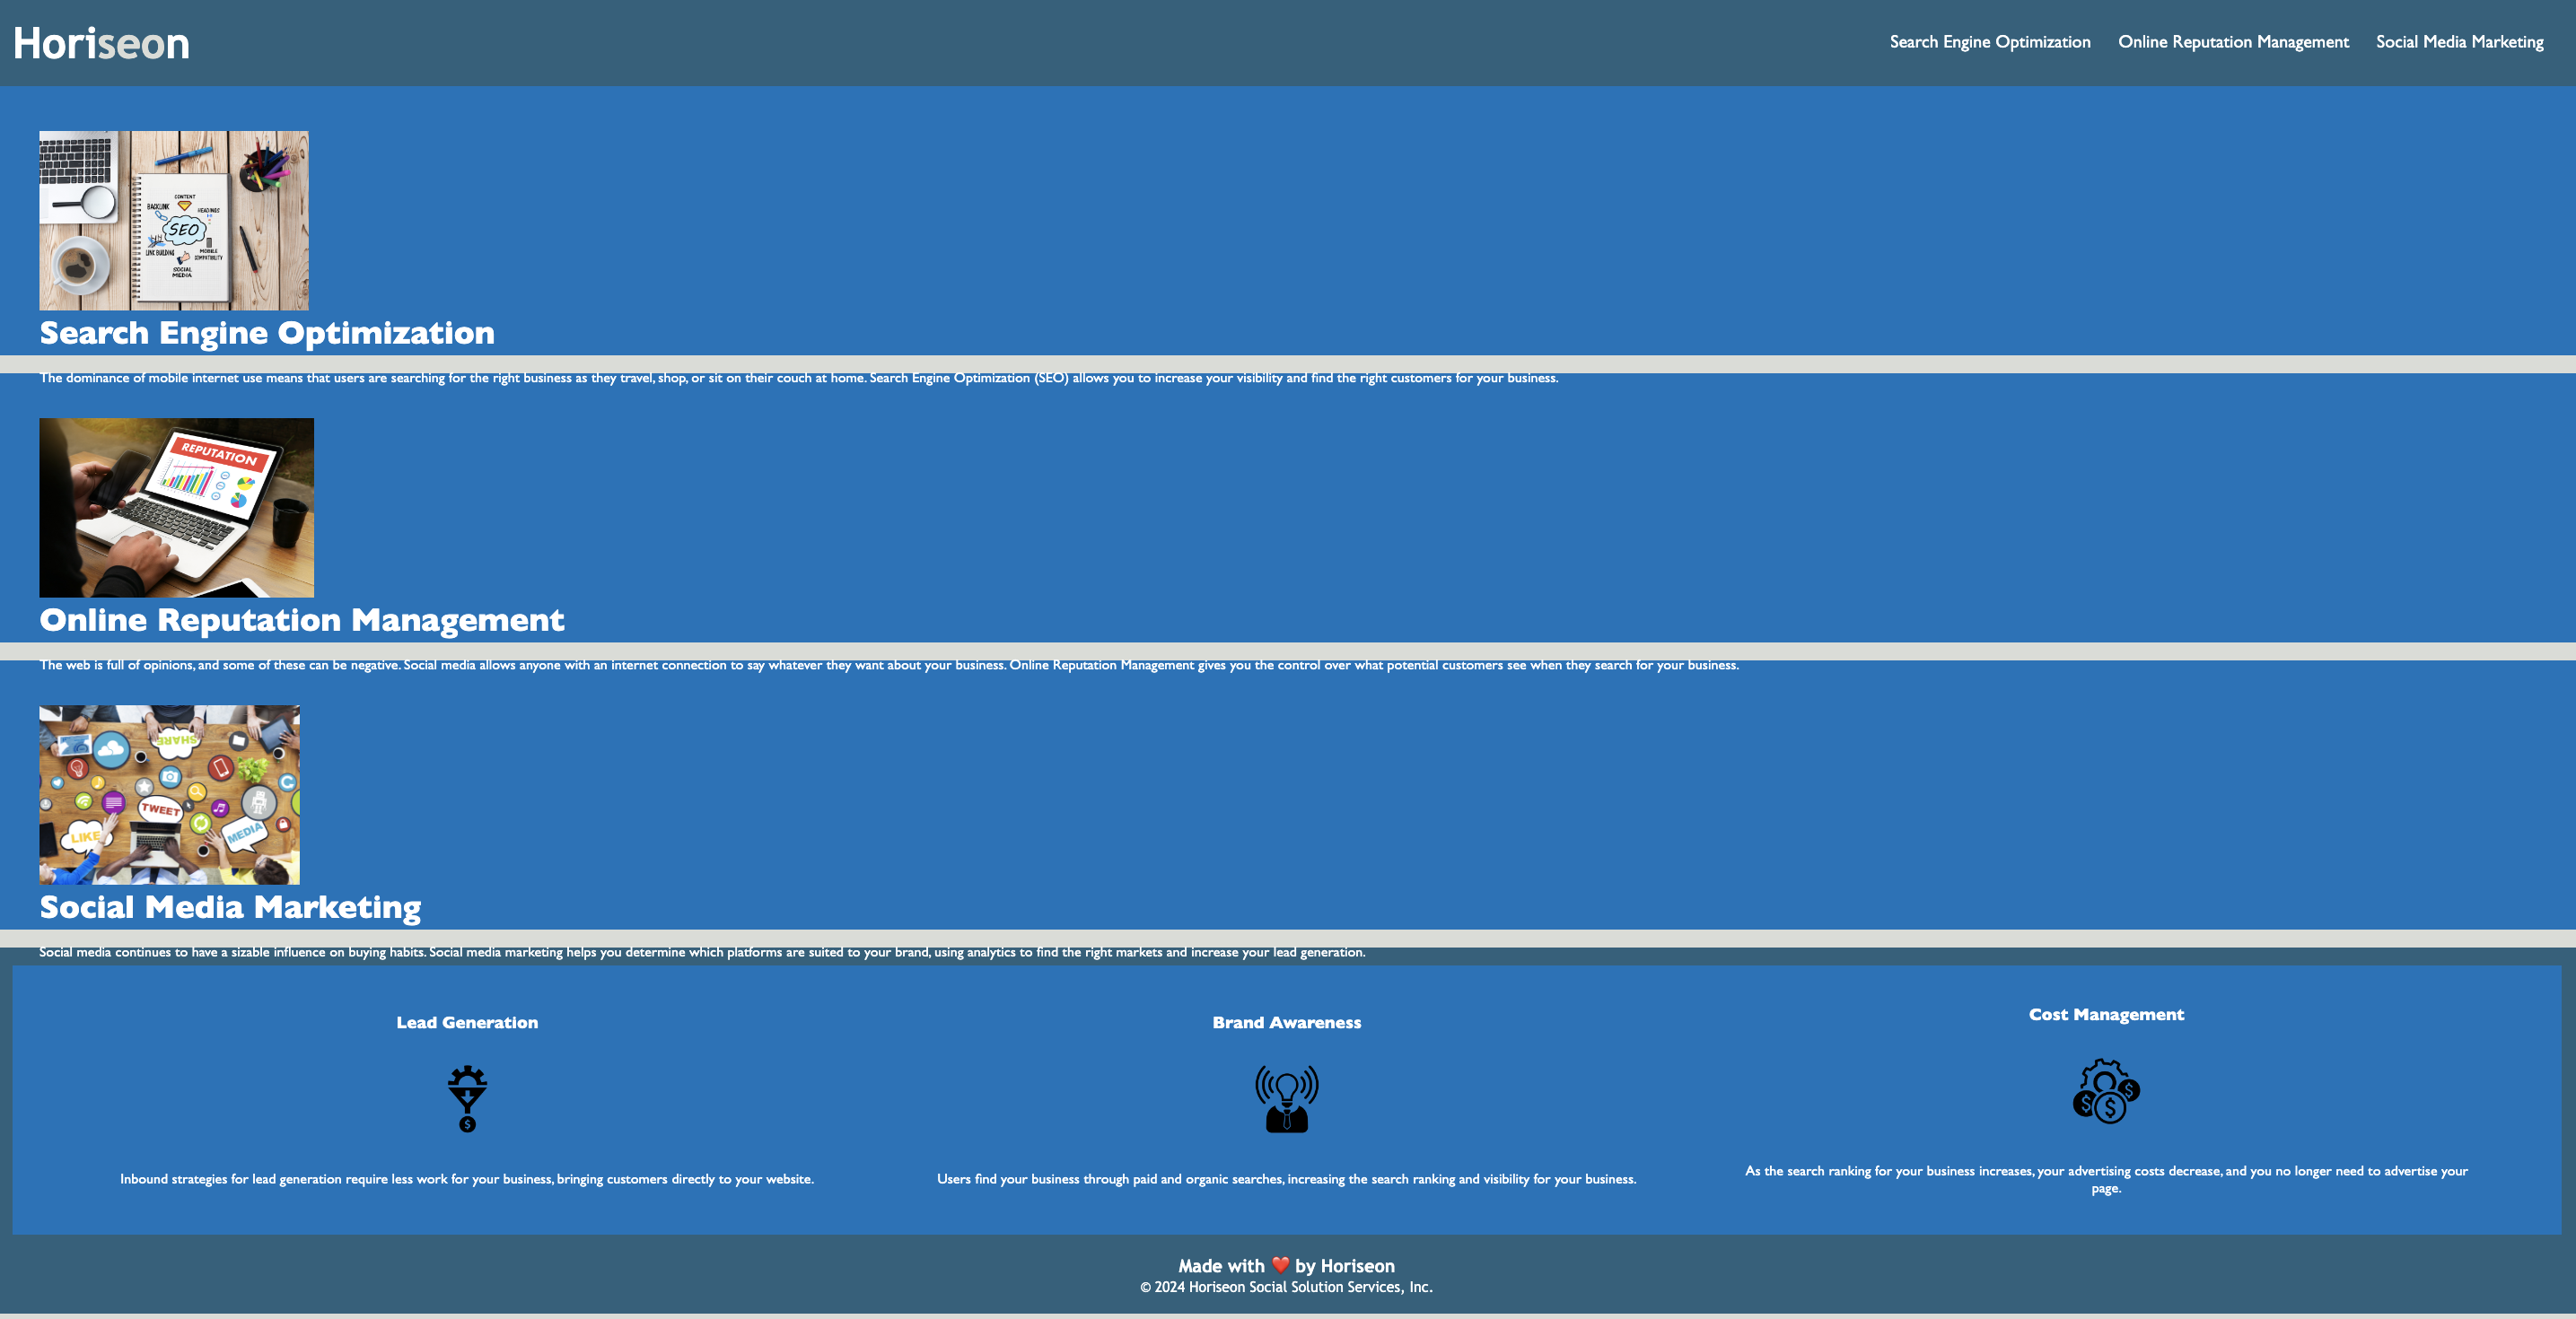 Horiseon
Search Engine Optimization Online Reputation Management Social Media Marketing
CONTENT
BACKLINK
HEADINGS
SEO
LINK BUILDING
MOBILE
COMPATIBILITY
SOCIAL
MEDIA
Search Engine Optimization
The dominance of mobile internet use means that users are searching for the right business as they travel, shop, or sit on their couch at home. Search Engine Optimization (SEO) allows you to increase your visibility and find the right customers for your business.
REPUTATION
Online Reputation Management
The web is full of opinions, and some of these can be negative. Social media allows anyone with an internet connection to say whatever they want about your business. Online Reputation Management gives you the control over what potential customers see when they search for your business.
SHARE
TWEET
LIKE
MEDIA
Social Media Marketing
Social media continues to have a sizable influence on buying habits. Social media marketing helps you determine which platforms are suited to your brand, using analytics to find the right markets and increase your lead generation.
Lead Generation
$
Inbound strategies for lead generation require less work for your business, bringing customers directly to your website.
Brand Awareness
Users find your business through paid and organic searches, increasing the search ranking and visibility for your business.
Cost Management
$ $ $
As the search ranking for your business increases, your advertising costs decrease, and you no longer need to advertise your
page.
Made with ❤️ by Horiseon
© 2024 Horiseon Social Solution Services, Inc.